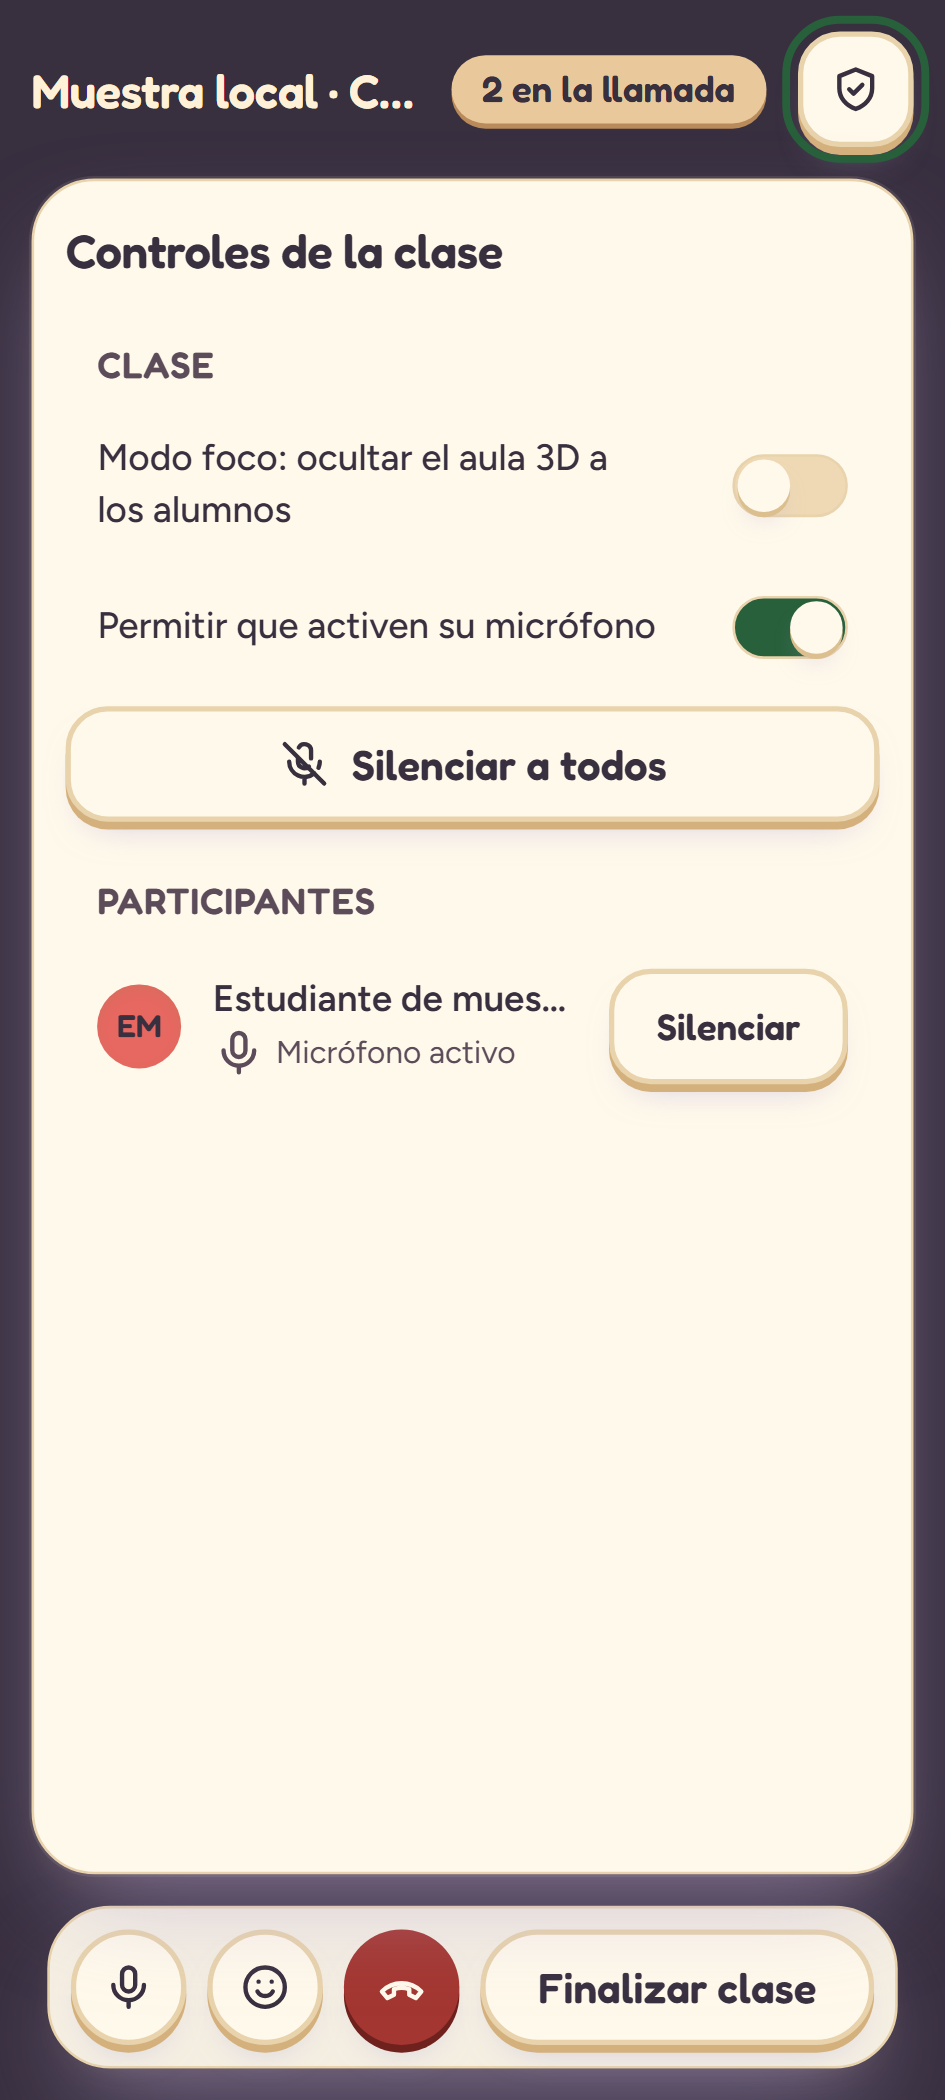 Muestra local · C...
2 en la llamada
Controles de la clase
CLASE
Modo foco: ocultar el aula 3D a
los alumnos
Permitir que activen su micrófono
Silenciar a todos
PARTICIPANTES
EM
Estudiante de mues...
Micrófono activo
Silenciar
Finalizar clase